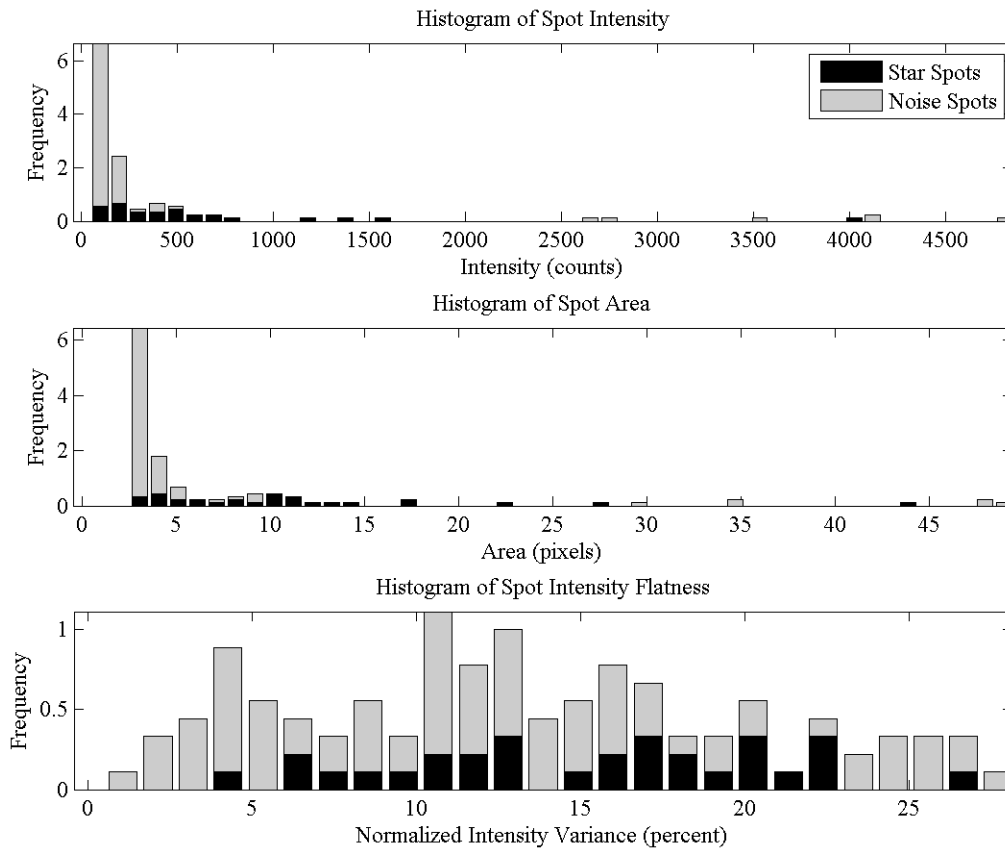 Histogram of Spot Intensity
6
4
2
0
Frequency
Star Spots
Noise Spots
0 500 1000 1500 2000 2500 3000 3500 4000 4500
Intensity (counts)
Histogram of Spot Area
6
4
2
0
Frequency
0 5 10 15 20 25 30 35 40 45
Area (pixels)
Histogram of Spot Intensity Flatness
1
0.5
0
Frequency
0 5 10 15 20 25
Normalized Intensity Variance (percent)